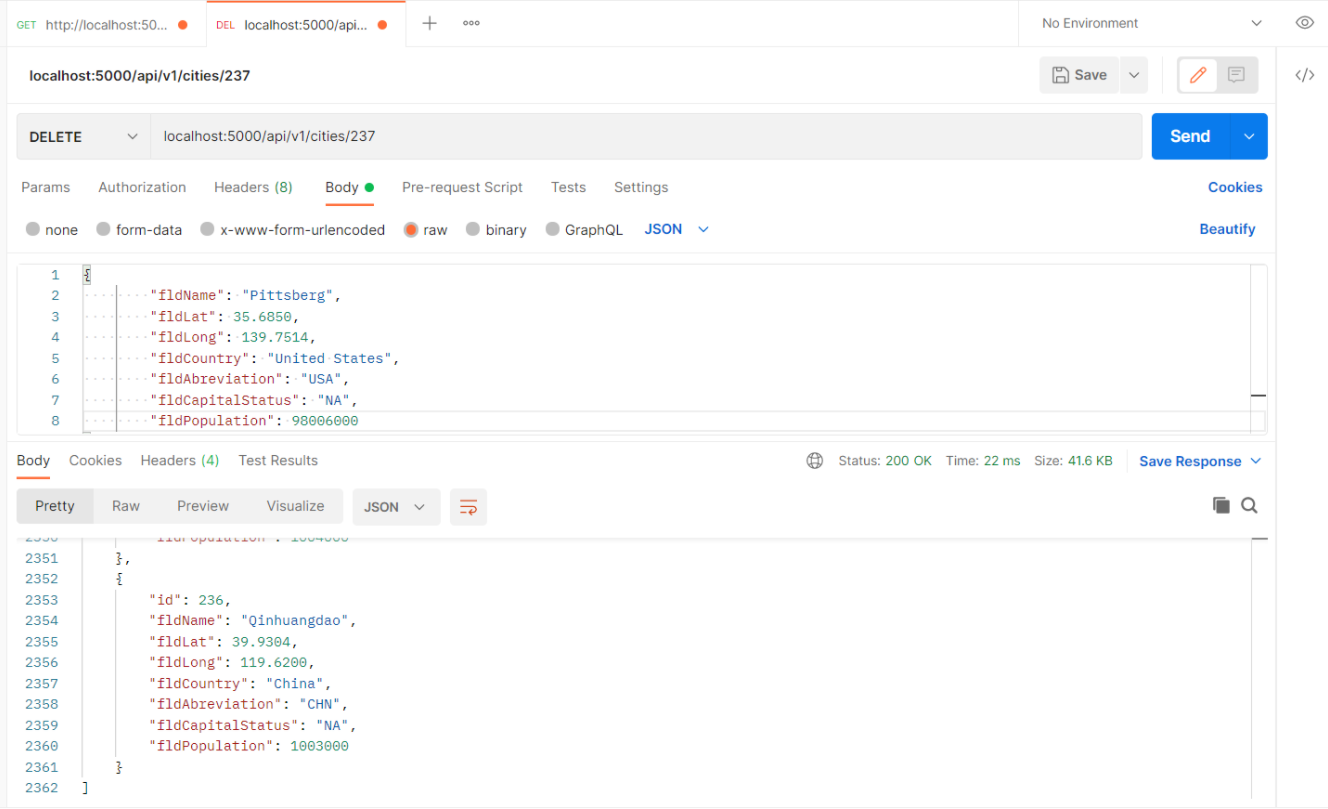 GET http://localhost:50... DEL localhost:5000/api... No Environment
localhost:5000/api/v1/cities/237 Save
DELETE localhost:5000/api/v1/cities/237 Send
Params Authorization Headers (8) Body Pre-request Script Tests Settings Cookies
none form-data x-www-form-urlencoded raw binary GraphQL JSON Beautify
1 {
2 "fldName": "Pittsberg",
3 "fldLat": 35.6850,
4 "fldLong": 139.7514,
5 "fldCountry": "United States",
6 "fldAbreviation": "USA",
7 "fldCapitalStatus": "NA",
8 "fldPopulation": 98006000
Body Cookies Headers (4) Test Results Status: 200 OK Time: 22 ms Size: 41.6 KB Save Response
Pretty Raw Preview Visualize JSON
2350 "fldPopulation": 1004000
2351 },
2352 {
2353 "id": 236,
2354 "fldName": "Qinhuangdao",
2355 "fldLat": 39.9304,
2356 "fldLong": 119.6200,
2357 "fldCountry": "China",
2358 "fldAbreviation": "CHN",
2359 "fldCapitalStatus": "NA",
2360 "fldPopulation": 1003000
2361 }
2362 ]